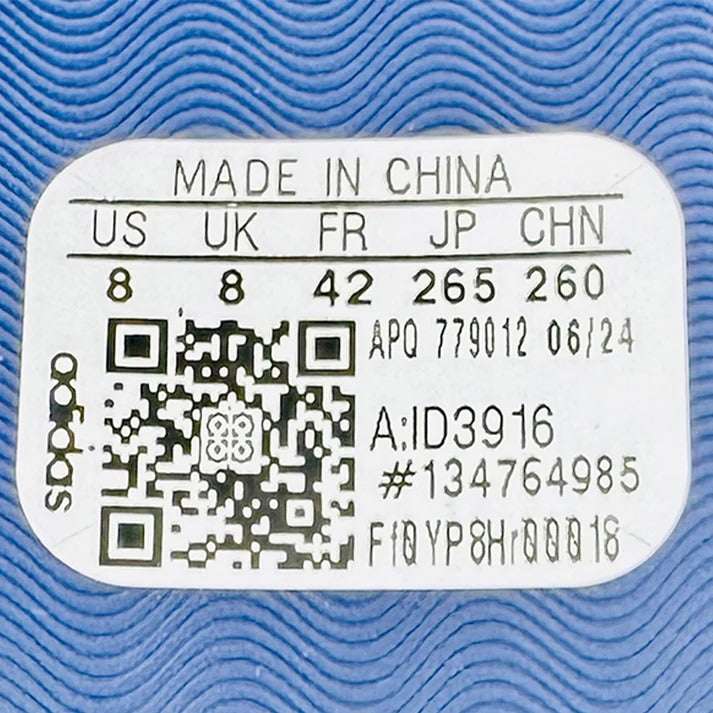 MADE IN CHINA
US UK FR JP CHN
8 8 42 265 260
APQ 779012 06/24
adidas
A:ID3916
#134764985
Ff0YP8Hr00018